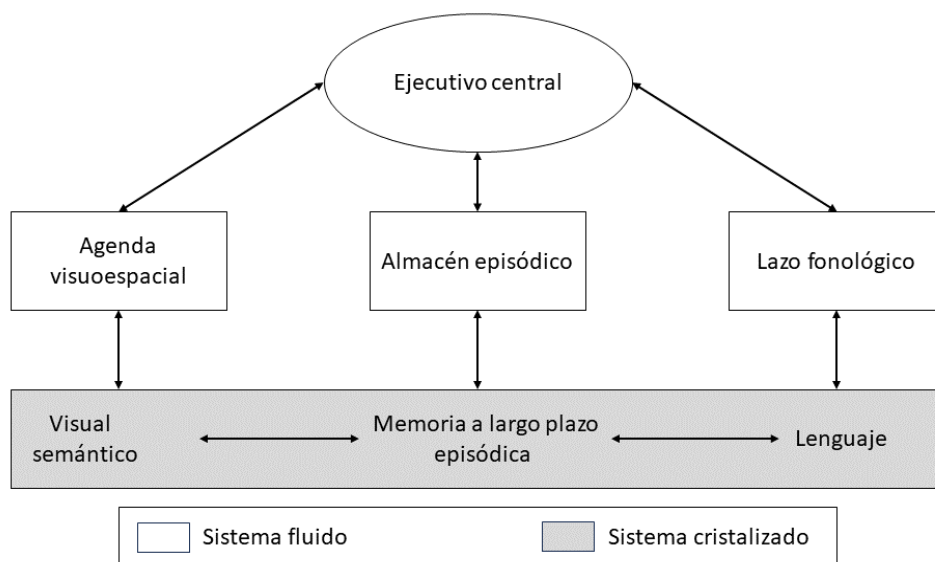 Ejecutivo central
Agenda
visuoespacial
Almacén episódico
Lazo fonológico
Visual
semántico
Memoria a largo plazo
episódica
Lenguaje
Sistema fluido
Sistema cristalizado